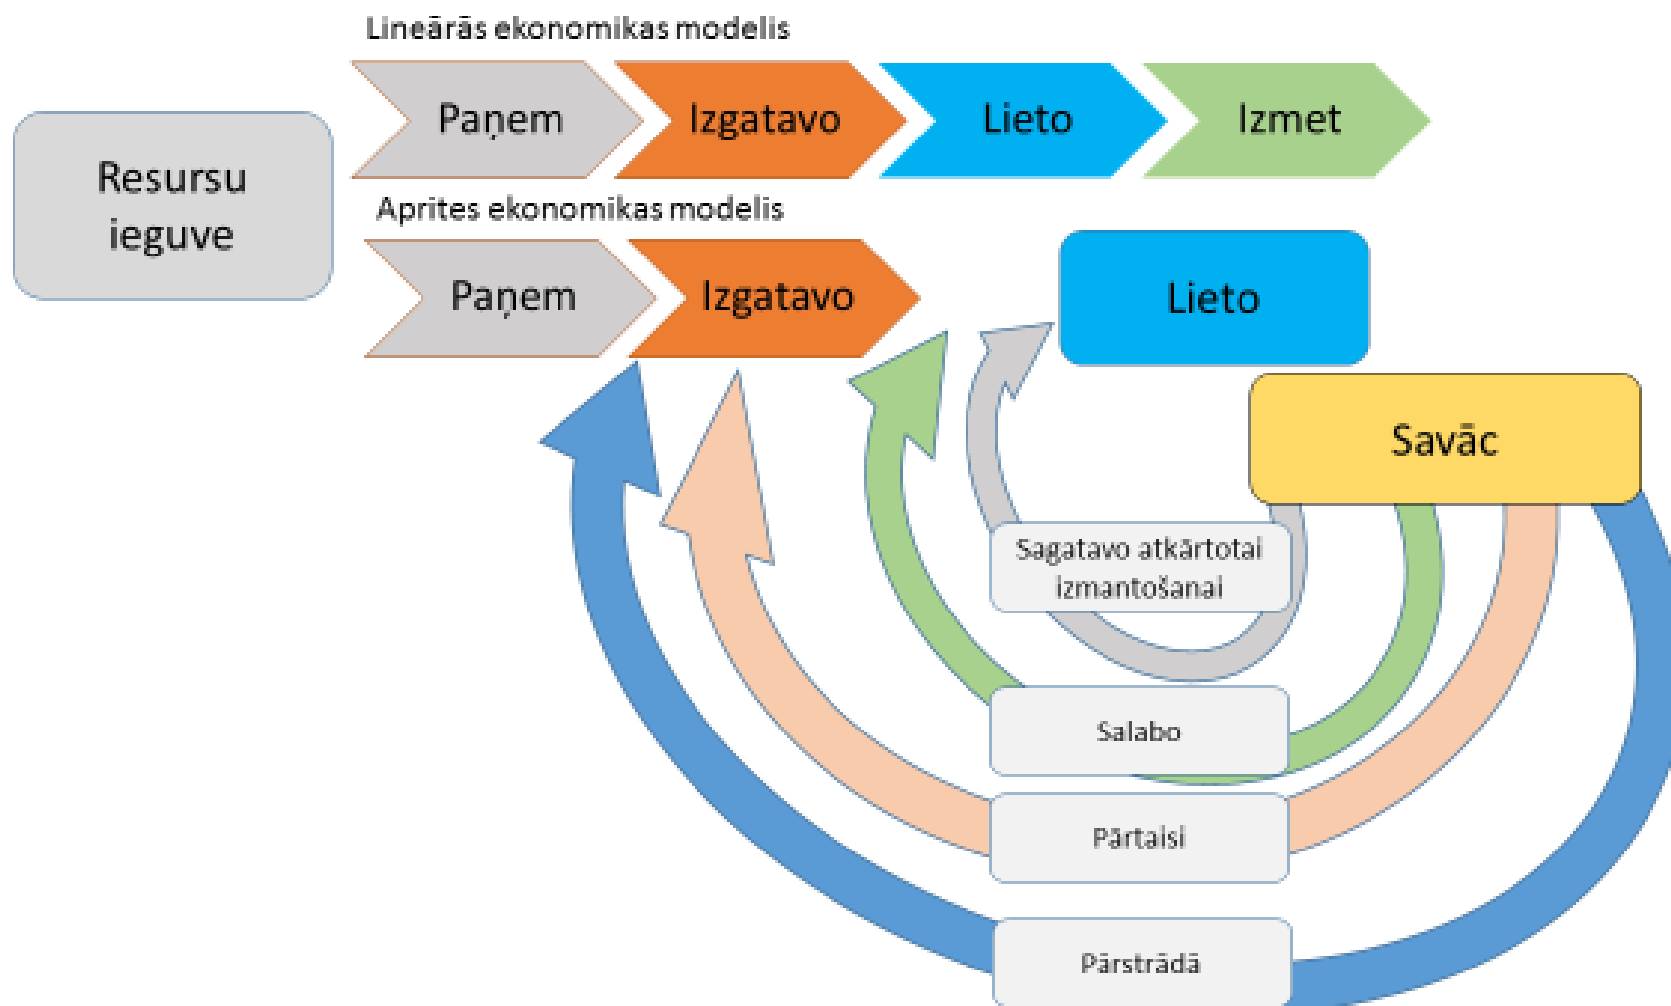 Lineārās ekonomikas modelis
Paņem
Izgatavo
Lieto
Izmet
Resursu
ieguve
Aprites ekonomikas modelis
Paņem
Izgatavo
Lieto
Savāc
Sagatavo atkārtotai
izmantošanai
Salabo
Pārtaisi
Pārstrādā